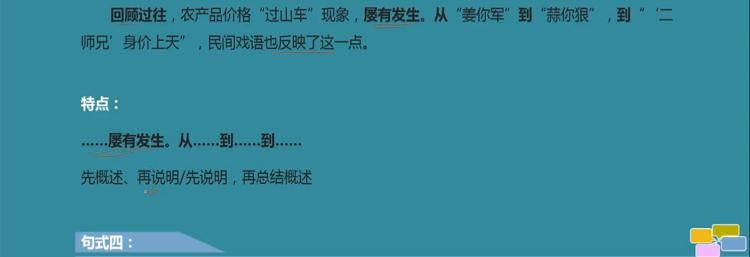 回顾过往，农产品价格“过山车”现象，屡有发生。从“姜你军”到“蒜你狠”，到“‘二
师兄’身价上天”，民间戏语也反映了这一点。
特点：
……屡有发生。从……到……到……
先概述、再说明/先说明，再总结概述
句式四：